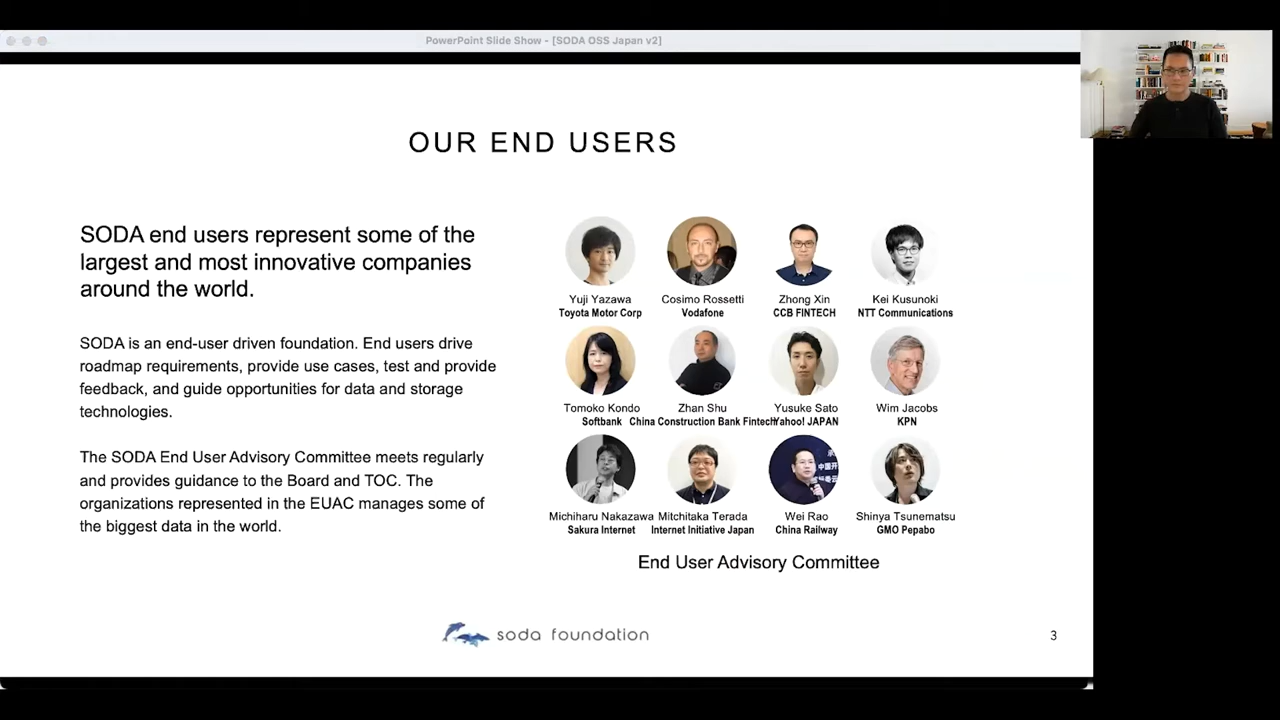 PowerPoint Slide Show - [SODA OSS Japan v2]
OUR END USERS
SODA end users represent some of the
largest and most innovative companies
around the world.
SODA is an end-user driven foundation. End users drive
roadmap requirements, provide use cases, test and provide
feedback, and guide opportunities for data and storage
technologies.
The SODA End User Advisory Committee meets regularly
and provides guidance to the Board and TOC. The
organizations represented in the EUAC manages some of
the biggest data in the world.
Yuji Yazawa
Toyota Motor Corp
Cosimo Rossetti
Vodafone
Zhong Xin
CCB FINTECH
Kei Kusunoki
NTT Communications
Tomoko Kondo
Softbank
Zhan Shu
China Construction Bank Fintech
Yusuke Sato
Yahoo! JAPAN
Wim Jacobs
KPN
Michiharu Nakazawa
Sakura Internet
Mitchitaka Terada
Internet Initiative Japan
Wei Rao
China Railway
Shinya Tsunematsu
GMO Pepabo
End User Advisory Committee
soda foundation
3